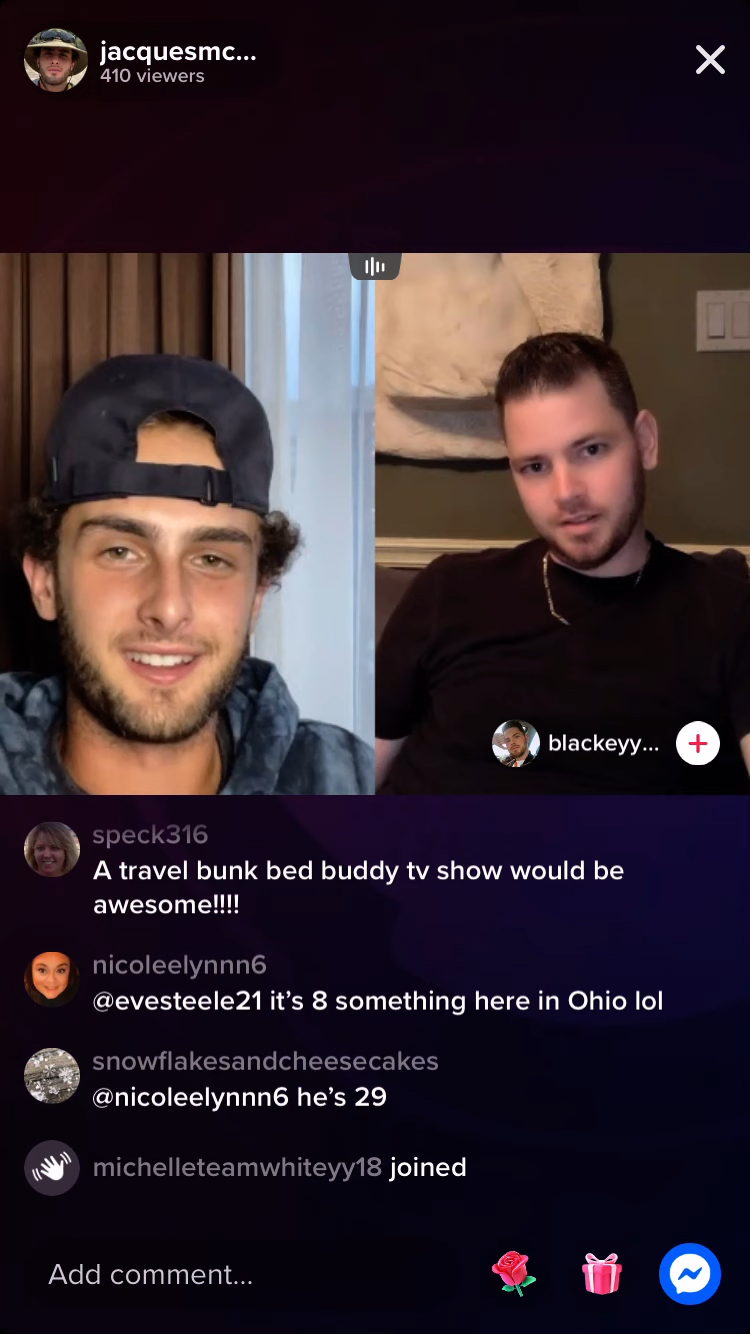 jacquesmc...
410 viewers
blackeyy...
speck316
A travel bunk bed buddy tv show would be
awesome!!!!
nicoleelynnn6
@evesteele21 it's 8 something here in Ohio lol
snowflakesandcheesecakes
@nicoleelynnn6 he's 29
michelleteamwhiteyy18 joined
Add comment...